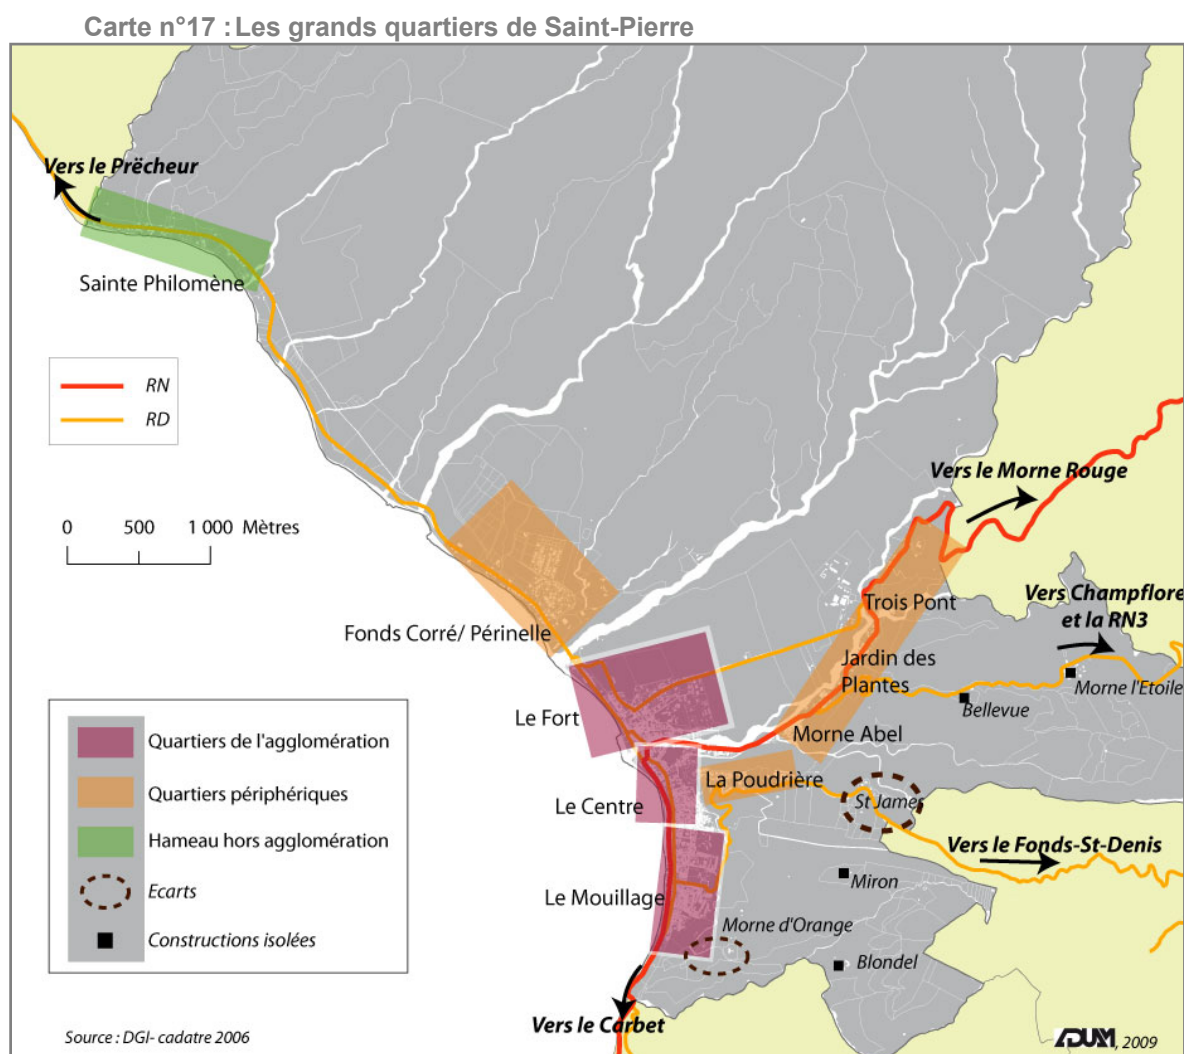 Carte n°17 : Les grands quartiers de Saint-Pierre
Vers le Prëcheur
Sainte Philomène
RN
RD
Vers le Morne Rouge
0 500 1 000 Mètres
Vers Champflore
et la RN3
Trois Pont
Fonds Corré/ Périnelle
Jardin des
Plantes
Morne l'Etoile
Bellevue
Le Fort
Morne Abel
Quartiers de l'agglomération
La Poudrière
Quartiers périphériques
Le Centre
St James
Hameau hors agglomération
Vers le Fonds-St-Denis
Ecarts
Miron
Le Mouillage
Morne d'Orange
Constructions isolées
Blondel
Vers le Carbet
Source : DGI- cadatre 2006
ADUAM, 2009